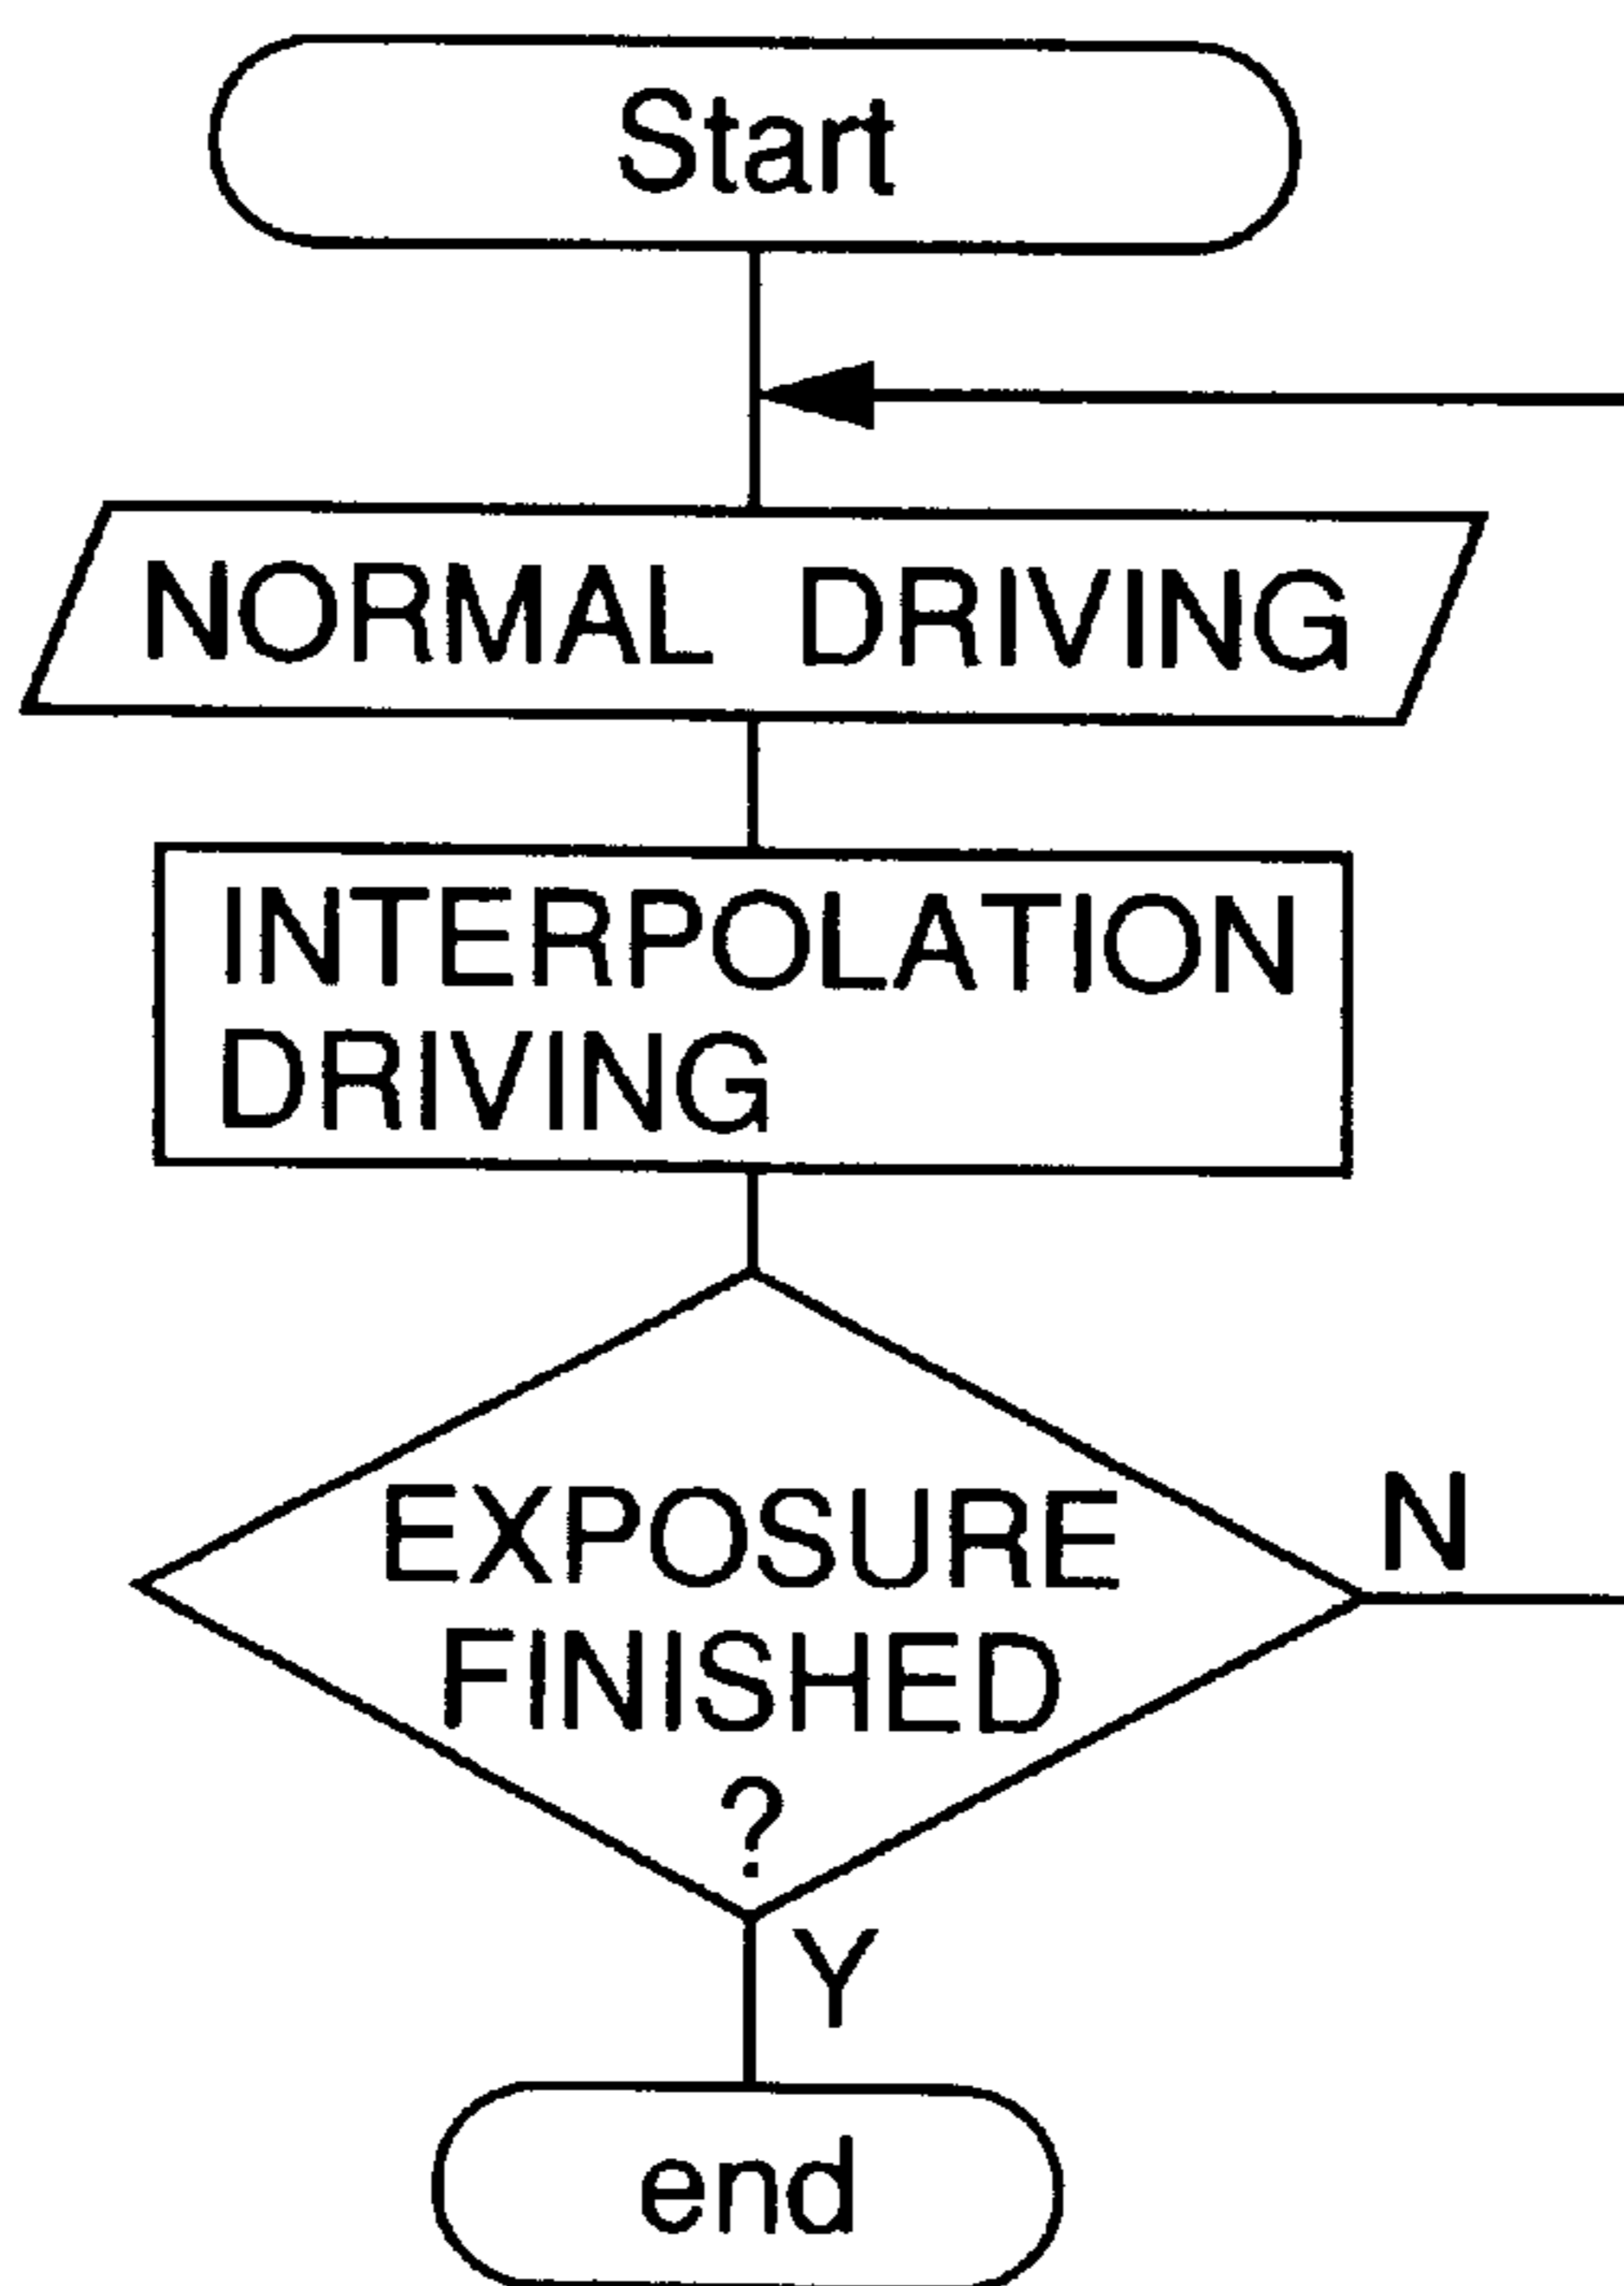 Start
NORMAL DRIVING
INTERPOLATION
DRIVING
EXPOSURE
FINISHED
?
N
Y
end